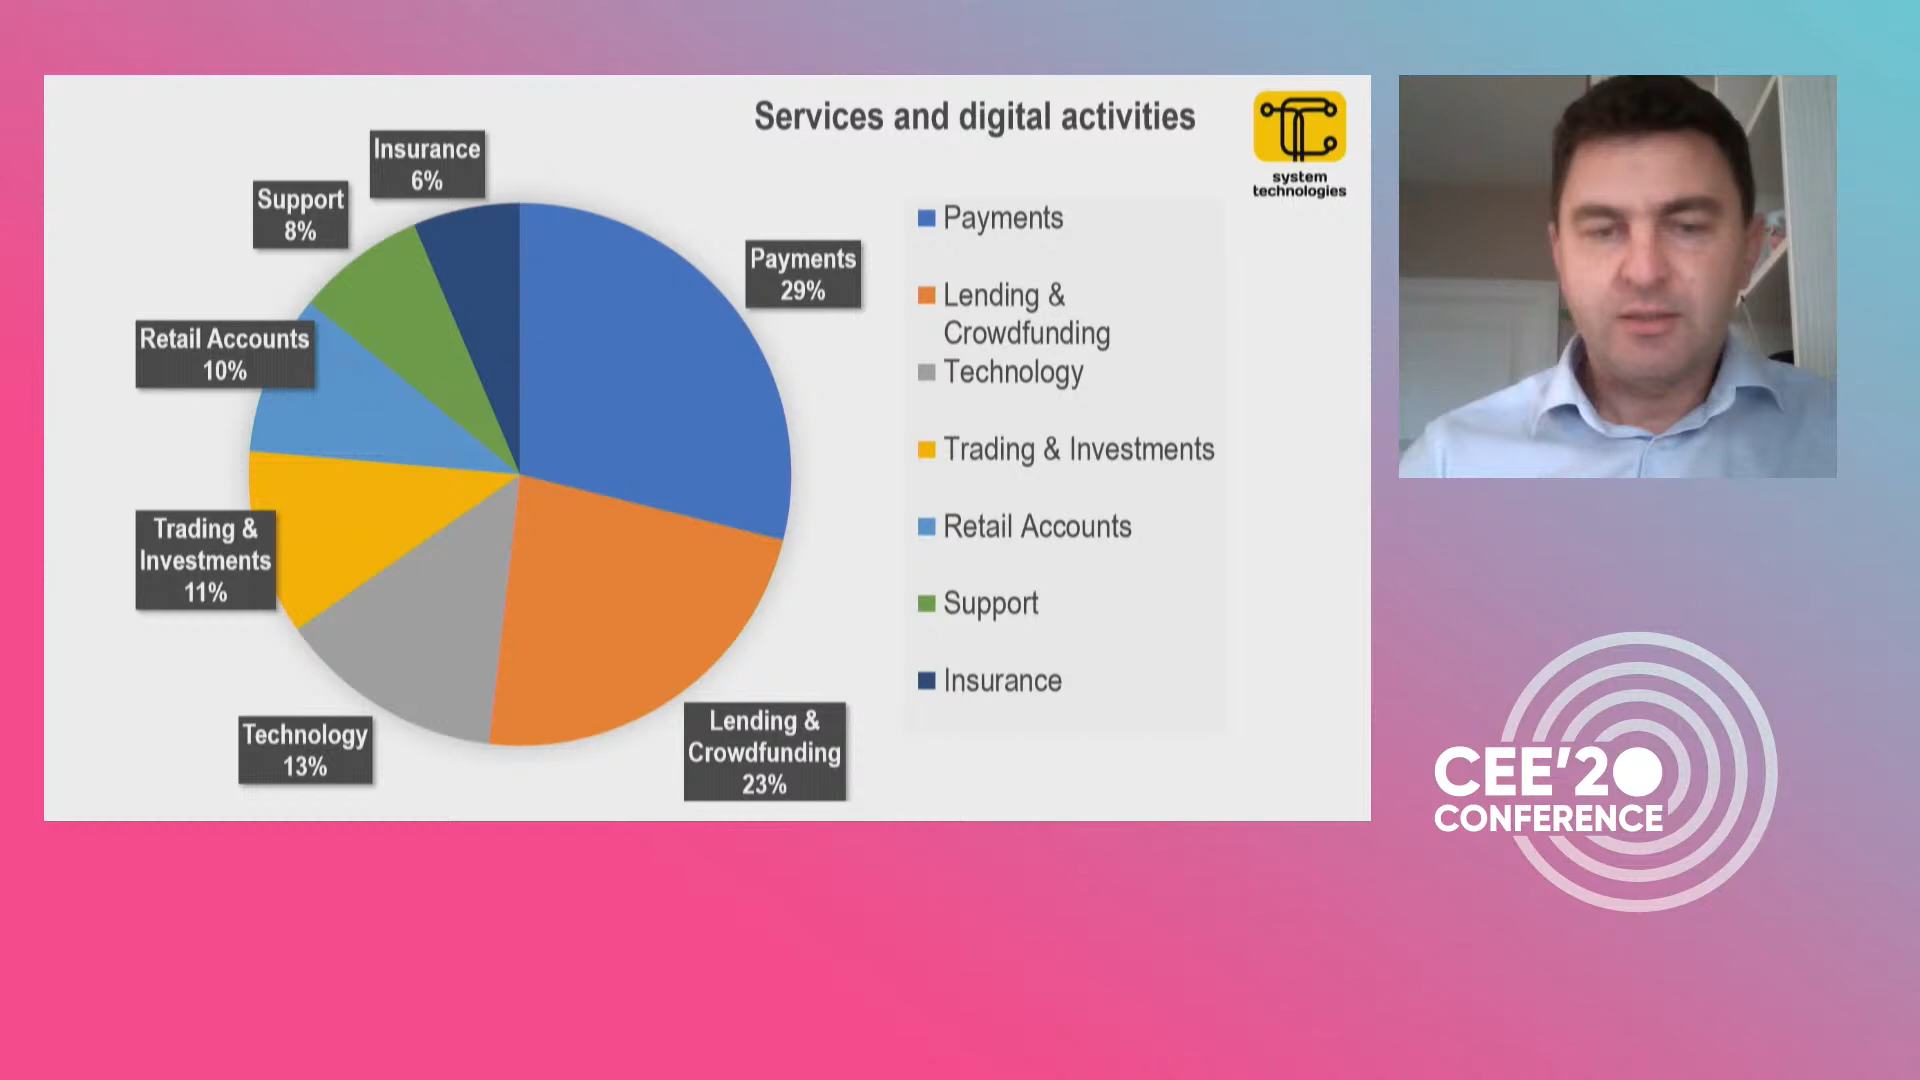 Services and digital activities
system
technologies
Insurance
6%
Support
8%
Payments
29%
Retail Accounts
10%
Trading &
Investments
11%
Technology
13%
Lending &
Crowdfunding
23%
Payments
Lending &
Crowdfunding
Technology
Trading & Investments
Retail Accounts
Support
Insurance
CEE'20
CONFERENCE